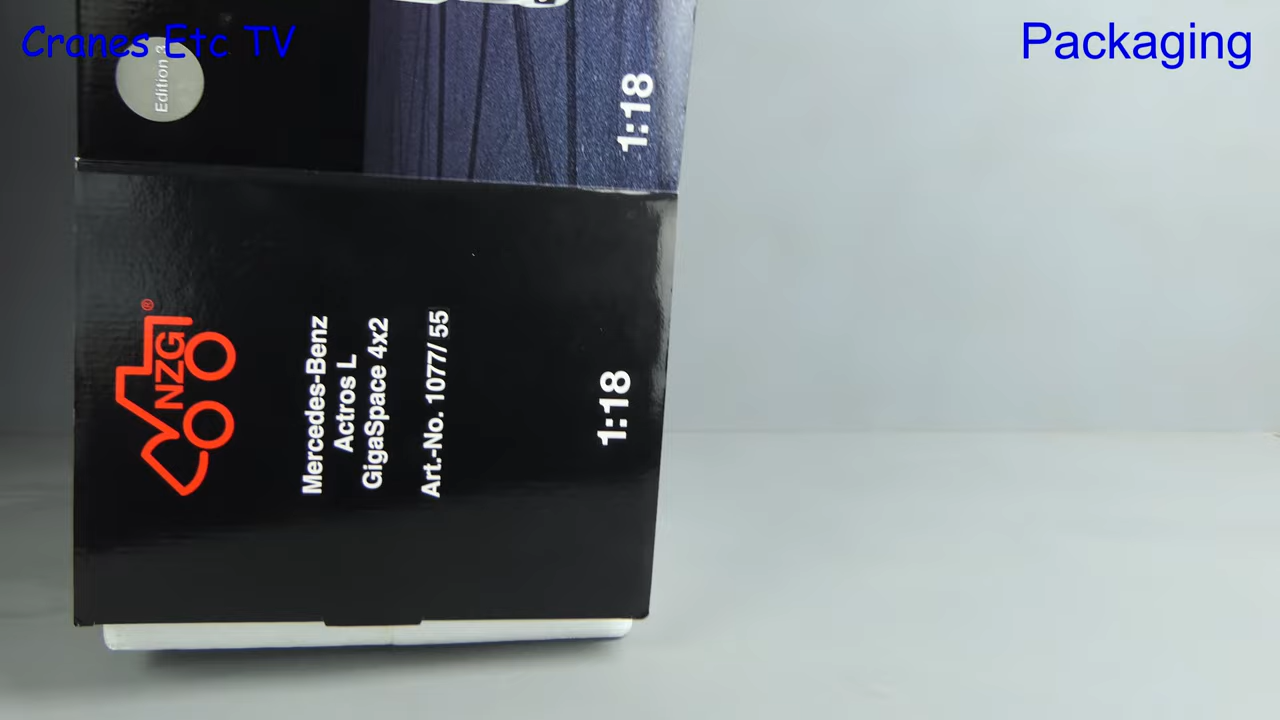 Cranes Etc TV
Packaging
Edition 3
1:18
NZG®
Mercedes-Benz
Actros L
GigaSpace 4x2
Art.-No. 1077/ 55
1:18